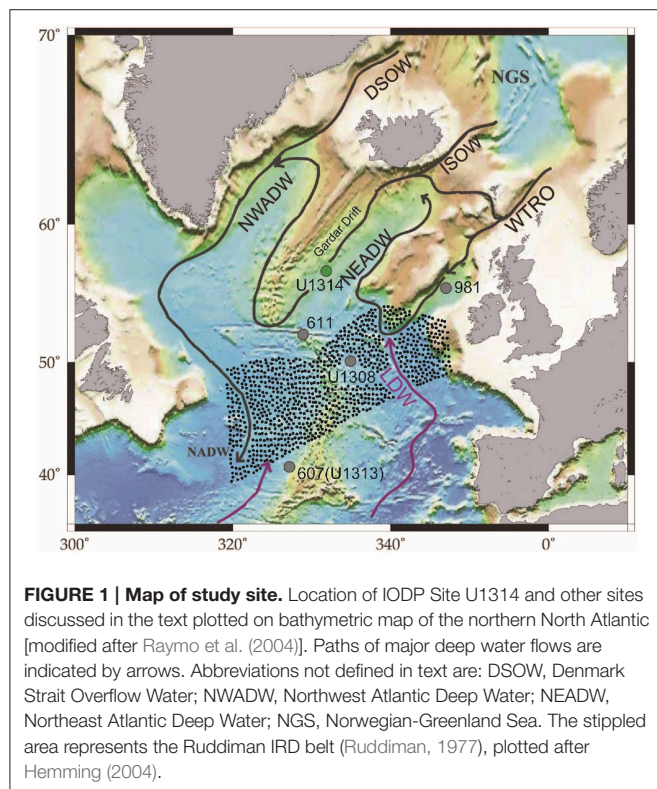 70°
60°
50°
40°
300°
320°
340°
0°
NGS
DSOW
ISOW
WTRO
NWADW
Gardar Drift
NEADW
U1314
981
611
U1308
LDW
NADW
607(U1313)
FIGURE 1 | Map of study site. Location of IODP Site U1314 and other sites
discussed in the text plotted on bathymetric map of the northern North Atlantic
[modified after Raymo et al. (2004)]. Paths of major deep water flows are
indicated by arrows. Abbreviations not defined in text are: DSOW, Denmark
Strait Overflow Water; NWADW, Northwest Atlantic Deep Water; NEADW,
Northeast Atlantic Deep Water; NGS, Norwegian-Greenland Sea. The stippled
area represents the Ruddiman IRD belt (Ruddiman, 1977), plotted after
Hemming (2004).